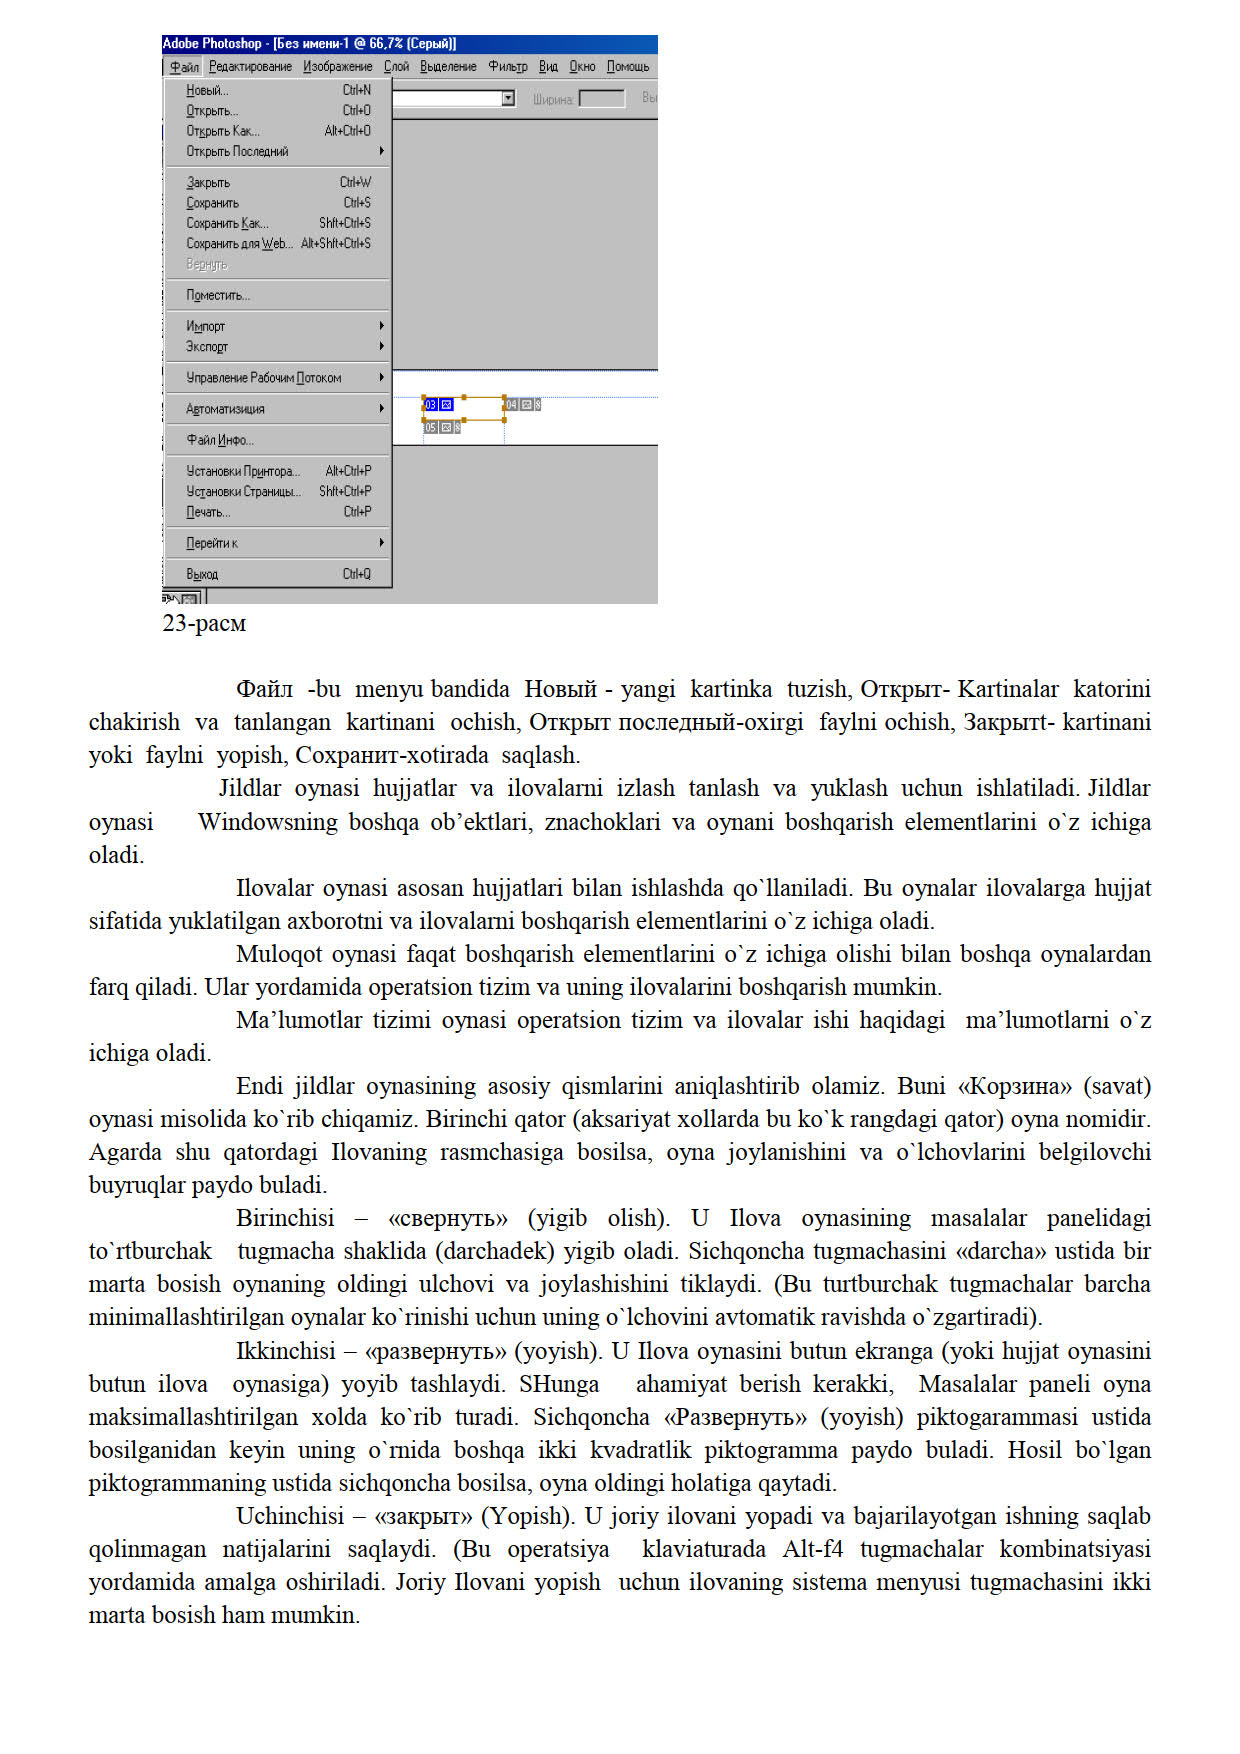 Adobe Photoshop - [Без имени-1 @ 66,7% (Серый)]
Файл Редактирование Изображение Слой Выделение Фильтр Вид Окно Помощь
Новый... Ctrl+N
Ширина: Вы
Открыть... Ctrl+O
Открыть Как... Alt+Ctrl+O
Открыть Последний
Закрыть Ctrl+W
Сохранить Ctrl+S
Сохранить Как... Shft+Ctrl+S
Сохранить для Web... Alt+Shft+Ctrl+S
Вернуть
Поместить...
Импорт
Экспорт
Управление Рабочим Потоком
Автоматизиция
03 04
05
Файл Инфо...
Установки Принтора... Alt+Ctrl+P
Установки Страницы... Shft+Ctrl+P
Печать... Ctrl+P
Перейти к
Выход Ctrl+Q
23-расм
Файл -bu menyu bandida Новый - yangi kartinka tuzish, Открыт- Kartinalar katorini
chakirish va tanlangan kartinani ochish, Открыт последный-oxirgi faylni ochish, Закрытt- kartinani
yoki faylni yopish, Сохранит-xotirada saqlash.
Jildlar oynasi hujjatlar va ilovalarni izlash tanlash va yuklash uchun ishlatiladi. Jildlar
oynasi Windowsning boshqa ob’ektlari, znachoklari va oynani boshqarish elementlarini o`z ichiga
oladi.
Ilovalar oynasi asosan hujjatlari bilan ishlashda qo`llaniladi. Bu oynalar ilovalarga hujjat
sifatida yuklatilgan axborotni va ilovalarni boshqarish elementlarini o`z ichiga oladi.
Muloqot oynasi faqat boshqarish elementlarini o`z ichiga olishi bilan boshqa oynalardan
farq qiladi. Ular yordamida operatsion tizim va uning ilovalarini boshqarish mumkin.
Ma’lumotlar tizimi oynasi operatsion tizim va ilovalar ishi haqidagi ma’lumotlarni o`z
ichiga oladi.
Endi jildlar oynasining asosiy qismlarini aniqlashtirib olamiz. Buni «Корзина» (savat)
oynasi misolida ko`rib chiqamiz. Birinchi qator (aksariyat xollarda bu ko`k rangdagi qator) oyna nomidir.
Agarda shu qatordagi Ilovaning rasmchasiga bosilsa, oyna joylanishini va o`lchovlarini belgilovchi
buyruqlar paydo buladi.
Birinchisi – «свернуть» (yigib olish). U Ilova oynasining masalalar panelidagi
to`rtburchak tugmacha shaklida (darchadek) yigib oladi. Sichqoncha tugmachasini «darcha» ustida bir
marta bosish oynaning oldingi ulchovi va joylashishini tiklaydi. (Bu turtburchak tugmachalar barcha
minimallashtirilgan oynalar ko`rinishi uchun uning o`lchovini avtomatik ravishda o`zgartiradi).
Ikkinchisi – «развернуть» (yoyish). U Ilova oynasini butun ekranga (yoki hujjat oynasini
butun ilova oynasiga) yoyib tashlaydi. SHunga ahamiyat berish kerakki, Masalalar paneli oyna
maksimallashtirilgan xolda ko`rib turadi. Sichqoncha «Развернуть» (yoyish) piktogarammasi ustida
bosilganidan keyin uning o`rnida boshqa ikki kvadratlik piktogramma paydo buladi. Hosil bo`lgan
piktogrammaning ustida sichqoncha bosilsa, oyna oldingi holatiga qaytadi.
Uchinchisi – «закрыт» (Yopish). U joriy ilovani yopadi va bajarilayotgan ishning saqlab
qolinmagan natijalarini saqlaydi. (Bu operatsiya klaviaturada Alt-f4 tugmachalar kombinatsiyasi
yordamida amalga oshiriladi. Joriy Ilovani yopish uchun ilovaning sistema menyusi tugmachasini ikki
marta bosish ham mumkin.